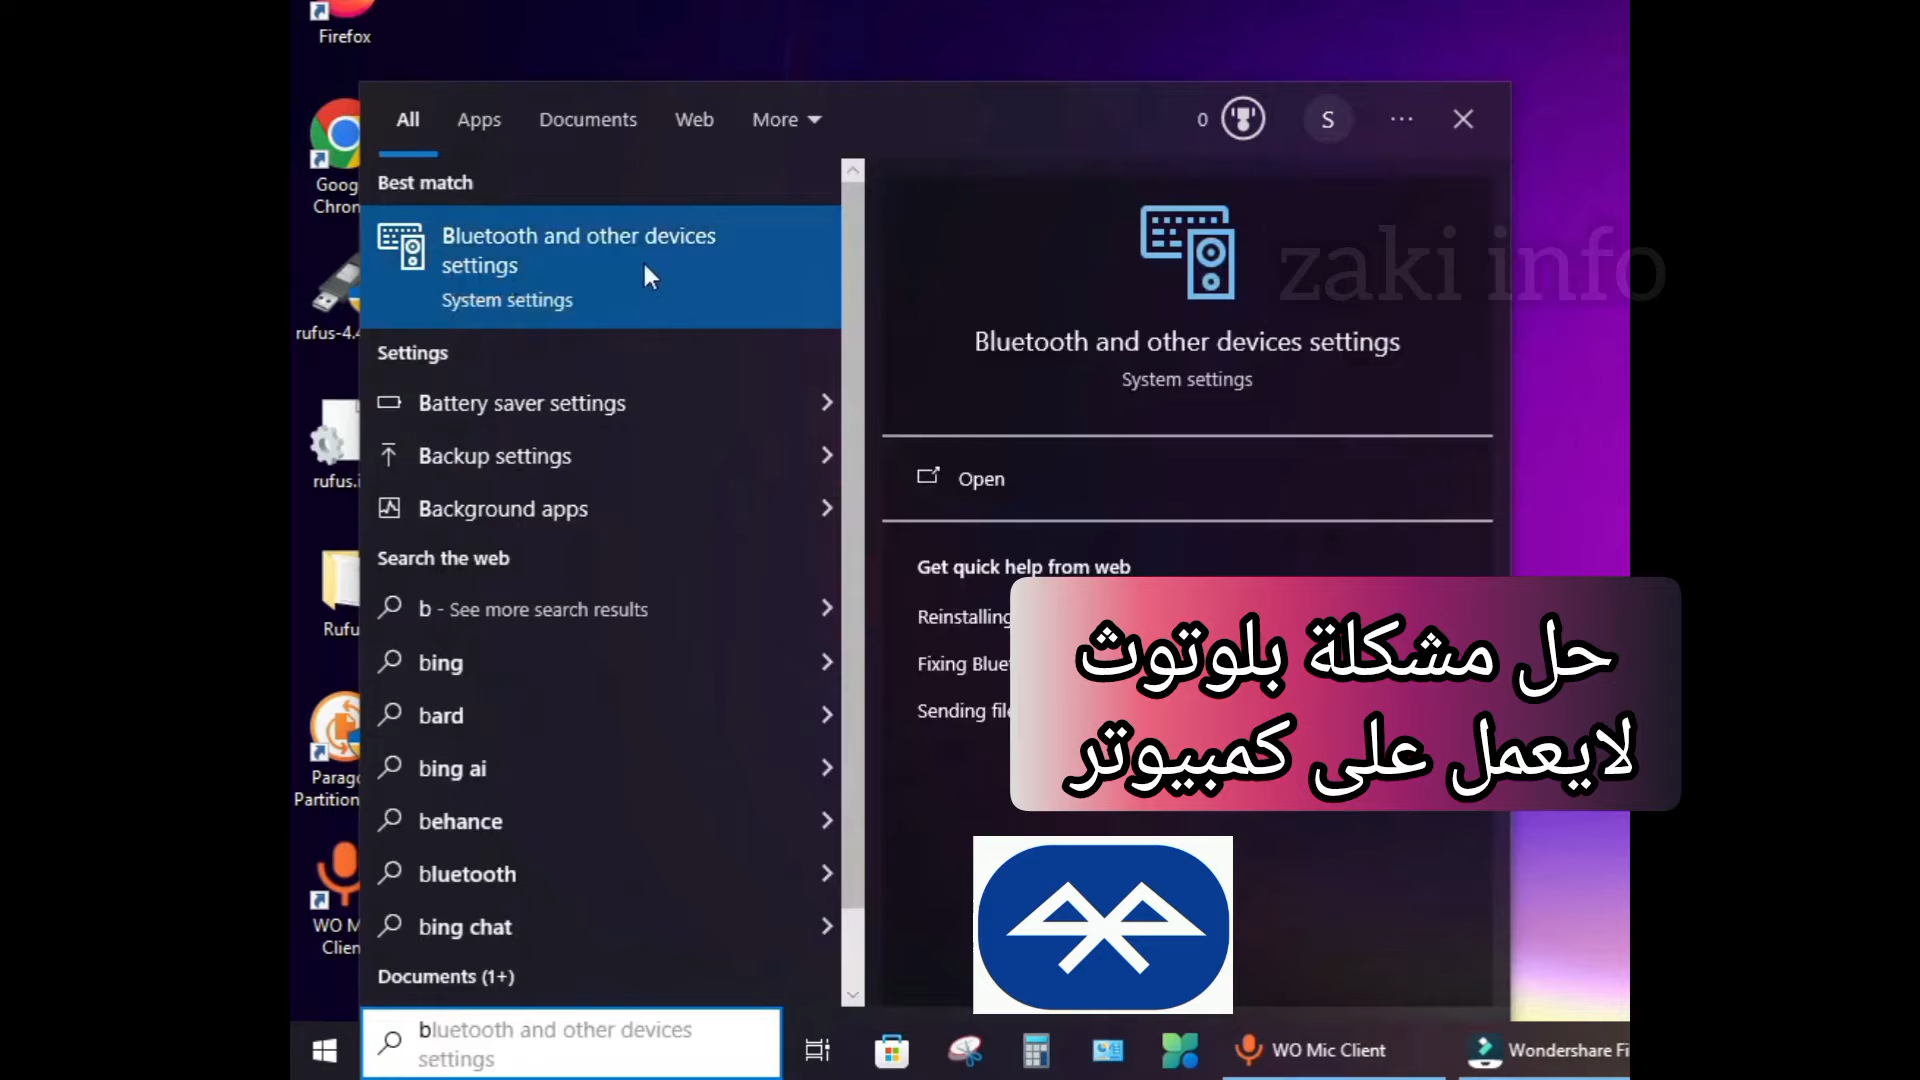 Firefox
All Apps Documents Web More 0 S
Best match
Bluetooth and other devices
settings
System settings
Settings
Battery saver settings
Backup settings
Background apps
Search the web
b - See more search results
bing
bard
bing ai
behance
bluetooth
bing chat
Documents (1+)
bluetooth and other devices
settings
zaki info
Bluetooth and other devices settings
System settings
Open
Get quick help from web
Reinstalling
Fixing Blue
Sending file
حل مشكلة بلوتوث
لايعمل على كمبيوتر
Goog
Chron
rufus-4.4
rufus.i
Rufu
Parag
Partition
WO M
Clien
WO Mic Client
Wondershare Fi